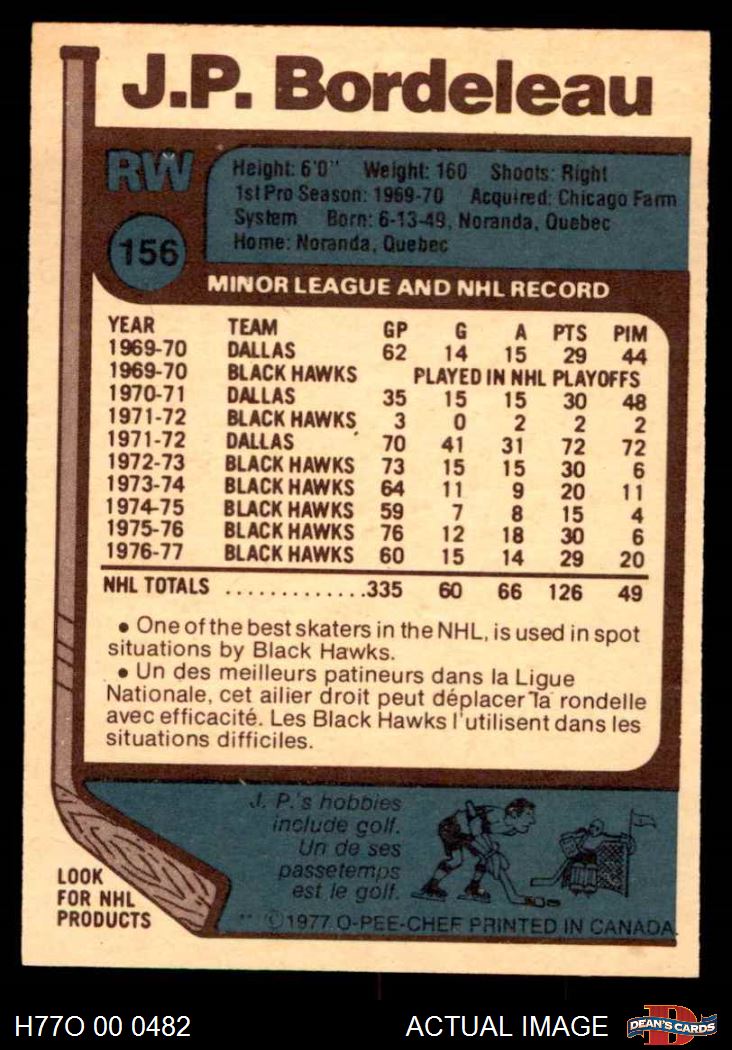 J.P. Bordeleau
RW
156
Height: 6'0" Weight: 160 Shoots: Right
1st Pro Season: 1969-70 Acquired: Chicago Farm
System Born: 6-13-49, Noranda, Quebec
Home: Noranda, Quebec
MINOR LEAGUE AND NHL RECORD
YEAR TEAM GP G A PTS PIM
1969-70 DALLAS 62 14 15 29 44
1969-70 BLACK HAWKS PLAYED IN NHL PLAYOFFS
1970-71 DALLAS 35 15 15 30 48
1971-72 BLACK HAWKS 3 0 2 2 2
1971-72 DALLAS 70 41 31 72 72
1972-73 BLACK HAWKS 73 15 15 30 6
1973-74 BLACK HAWKS 64 11 9 20 11
1974-75 BLACK HAWKS 59 7 8 15 4
1975-76 BLACK HAWKS 76 12 18 30 6
1976-77 BLACK HAWKS 60 15 14 29 20
NHL TOTALS .............335 60 66 126 49
• One of the best skaters in the NHL, is used in spot
situations by Black Hawks.
• Un des meilleurs patineurs dans la Ligue
Nationale, cet ailier droit peut déplacer la rondelle
avec efficacité. Les Black Hawks l'utilisent dans les
situations difficiles.
J. P.'s hobbies
include golf.
Un de ses
passetemps
est le golf.
LOOK
FOR NHL
PRODUCTS
** ©1977 O-PEE-CHEE PRINTED IN CANADA
H77O 00 0482 ACTUAL IMAGE DEAN'S CARDS